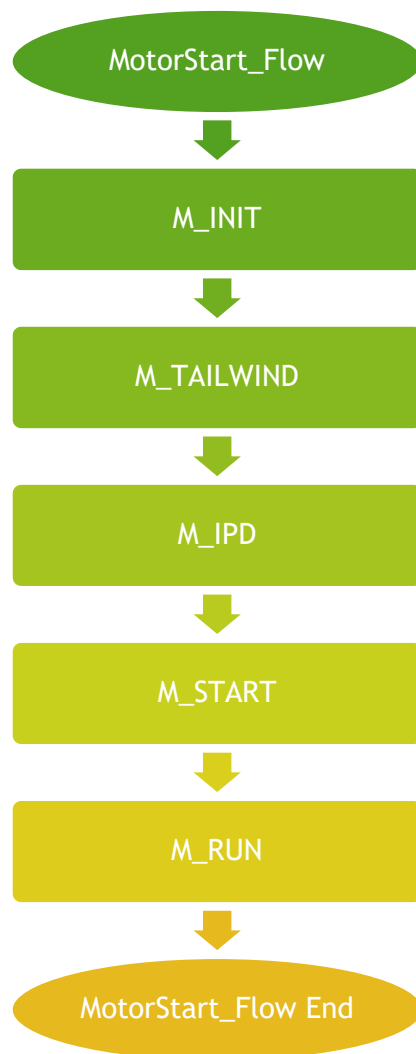 MotorStart_Flow
M_INIT
M_TAILWIND
M_IPD
M_START
M_RUN
MotorStart_Flow End